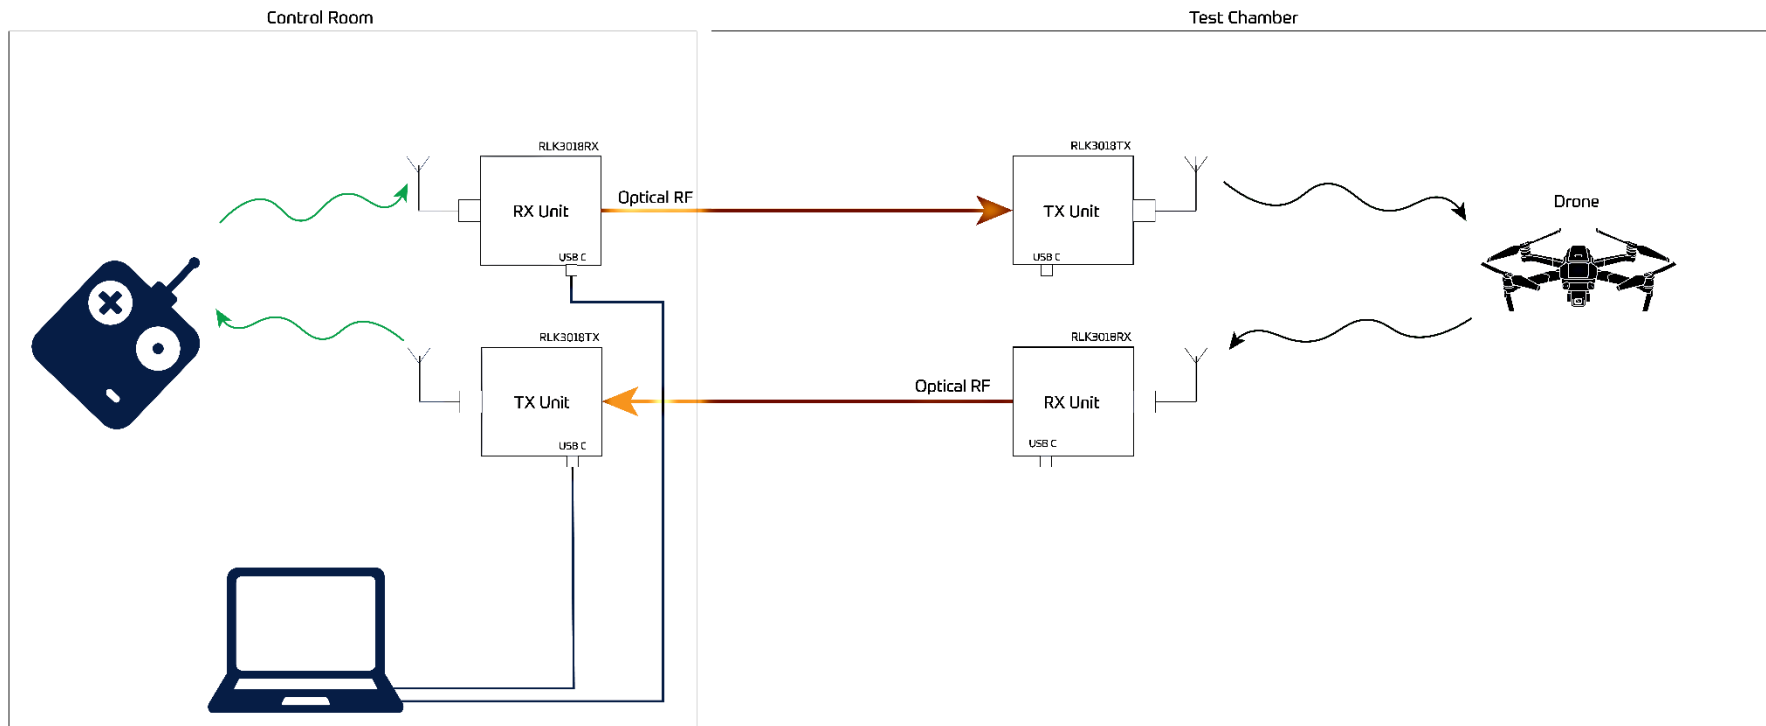 Control Room
Test Chamber
RLK3018RX
RX Unit
USB C
Optical RF
RLK3018TX
TX Unit
USB C
Drone
RLK3018TX
TX Unit
USB C
Optical RF
RLK3018RX
RX Unit
USB C